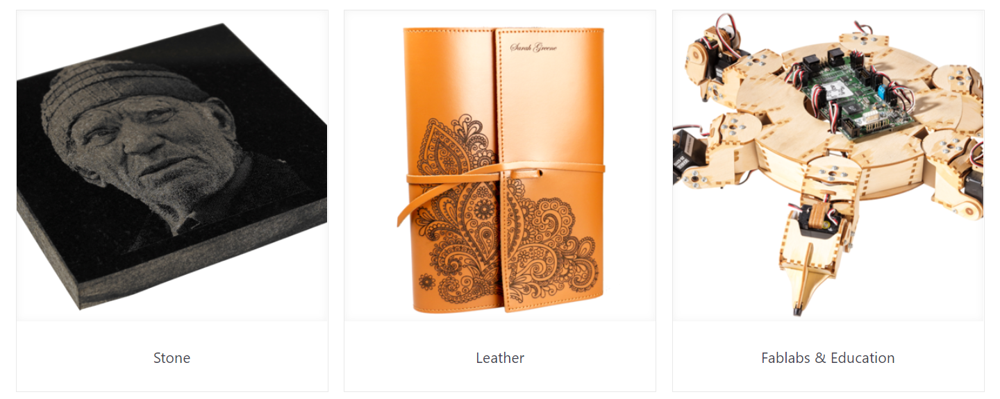 Sarah Greene
Stone
Leather
Fablabs & Education